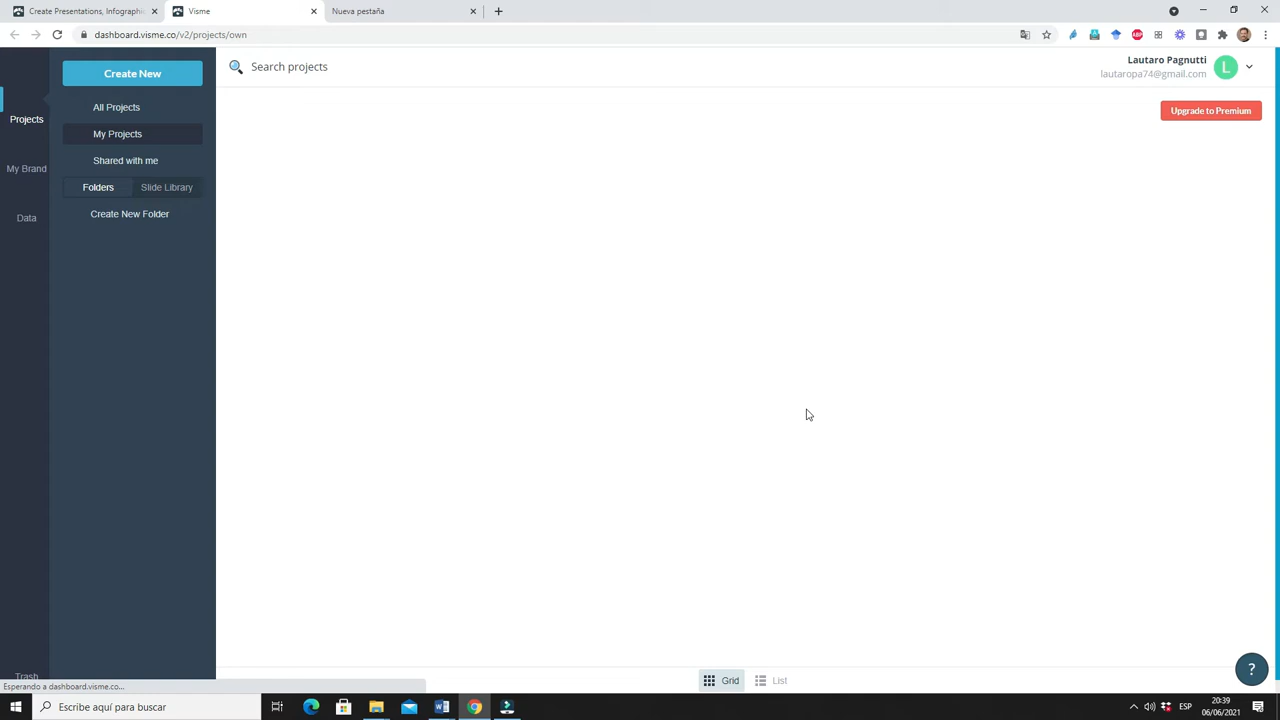 Create Presentations, Infographic
Visme
Nueva pestaña
dashboard.visme.co/v2/projects/own
Create New
Search projects
Lautaro Pagnutti
lautaropa74@gmail.com
L
All Projects
Upgrade to Premium
Projects
My Projects
Shared with me
My Brand
Folders
Slide Library
Data
Create New Folder
Trash
?
Grid
List
Esperando a dashboard.visme.co...
Escribe aquí para buscar
ESP
20:39
06/06/2021